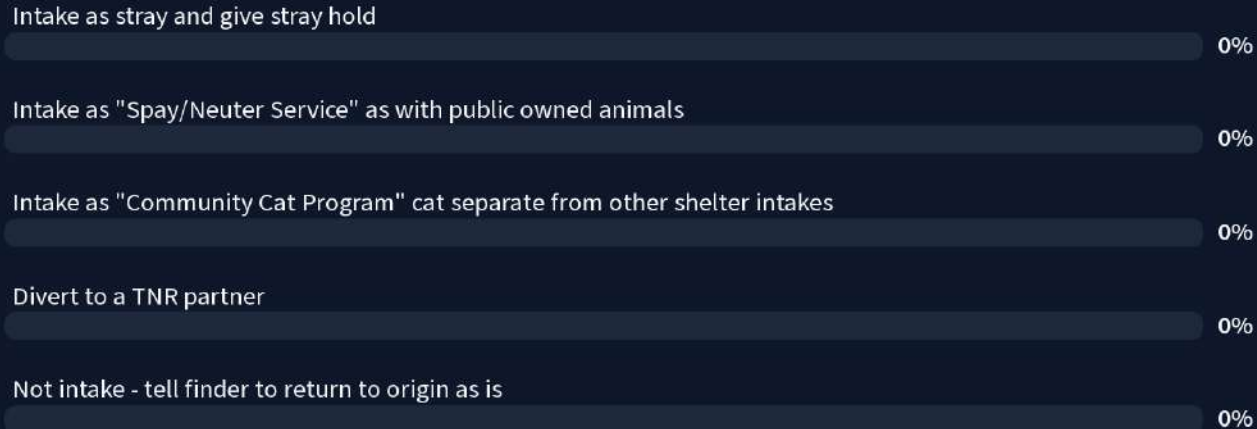 Intake as stray and give stray hold
0%
Intake as "Spay/Neuter Service" as with public owned animals
0%
Intake as "Community Cat Program" cat separate from other shelter intakes
0%
Divert to a TNR partner
0%
Not intake - tell finder to return to origin as is
0%